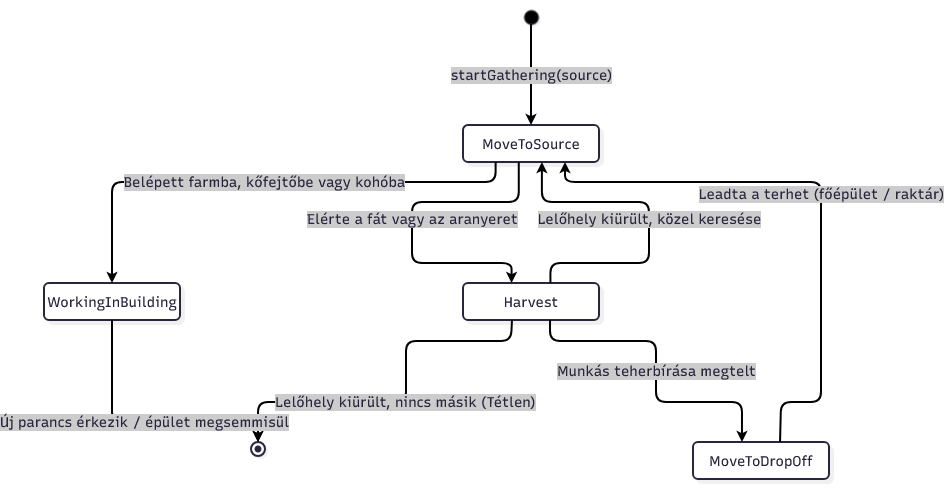 startGathering(source)
MoveToSource
Belépett farmba, kőfejtőbe vagy kohóba
Leadta a terhet (főépület / raktár)
Elérte a fát vagy az aranyeret
Lelőhely kiürült, közel keresése
WorkingInBuilding
Harvest
Munkás teherbírása megtelt
Lelőhely kiürült, nincs másik (Tétlen)
Új parancs érkezik / épület megsemmisül
MoveToDropOff